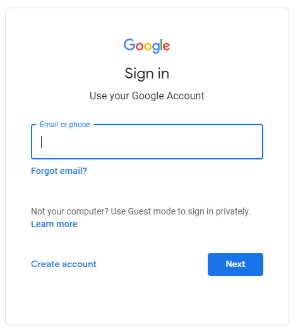 Google
Sign in
Use your Google Account
Email or phone
Forgot email?
Not your computer? Use Guest mode to sign in privately.
Learn more
Create account
Next